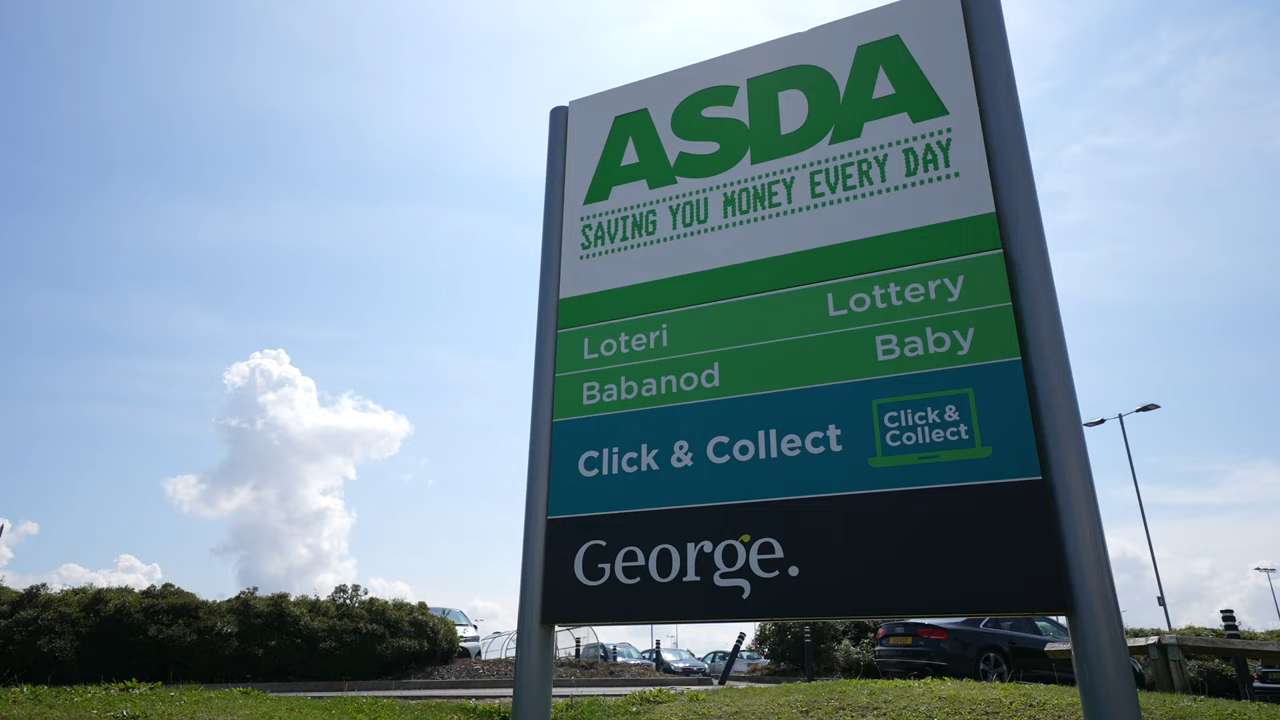 ASDA
SAVING YOU MONEY EVERY DAY
Loteri Lottery
Babanod Baby
Click & Collect
Click &
Collect
George.